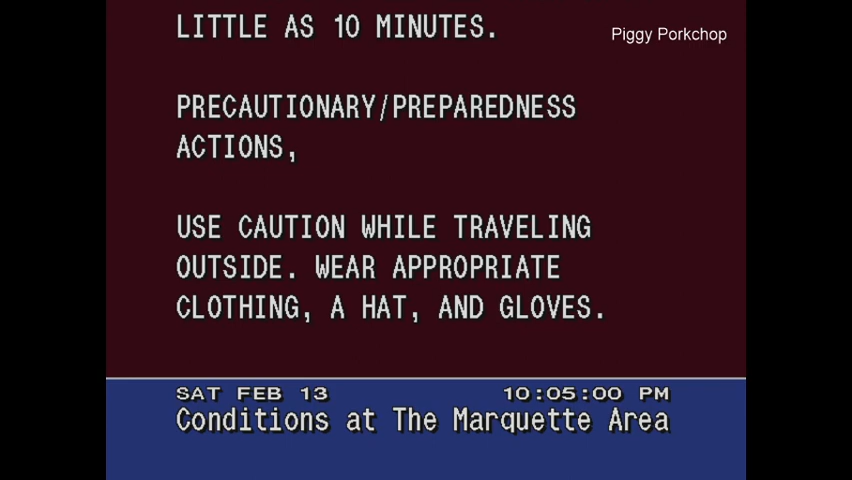 LITTLE AS 10 MINUTES.
Piggy Porkchop
PRECAUTIONARY/PREPAREDNESS
ACTIONS,
USE CAUTION WHILE TRAVELING
OUTSIDE. WEAR APPROPRIATE
CLOTHING, A HAT, AND GLOVES.
SAT FEB 13 10:05:00 PM
Conditions at The Marquette Area